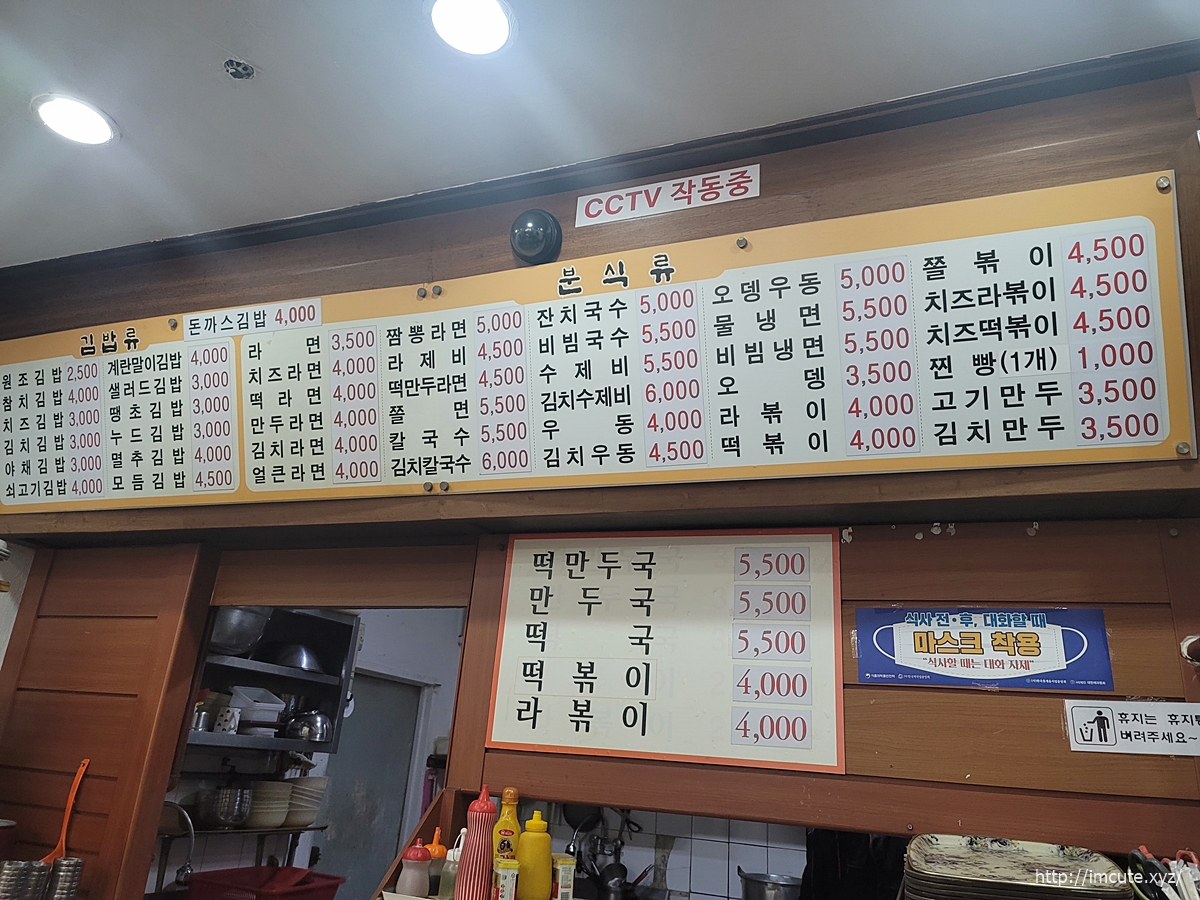 CCTV 작동중
돈까스김밥 4,000
김밥류
원조김밥 2,500
참치김밥 4,000
치즈김밥 3,000
김치김밥 3,000
야채김밥 3,000
쇠고기김밥 4,000
계란말이김밥 4,000
샐러드김밥 3,000
땡초김밥 3,000
누드김밥 3,000
멸추김밥 4,000
모듬김밥 4,500
분식류
라면 3,500
치즈라면 4,000
떡라면 4,000
만두라면 4,000
김치라면 4,000
얼큰라면 4,000
짬뽕라면 5,000
라제비 4,500
떡만두라면 4,500
쫄면 5,500
칼국수 5,500
김치칼국수 6,000
잔치국수 5,000
비빔국수 5,500
수제비 5,500
김치수제비 6,000
우동 4,000
김치우동 4,500
오뎅우동 5,000
물냉면 5,500
비빔냉면 5,500
오뎅 3,500
라볶이 4,000
떡볶이 4,000
쫄볶이 4,500
치즈라볶이 4,500
치즈떡볶이 4,500
찐빵(1개) 1,000
고기만두 3,500
김치만두 3,500
떡만두국 5,500
만두국 5,500
떡국 5,500
떡볶이 4,000
라볶이 4,000
식사 전·후, 대화할 때
마스크 착용
"식사할 때는 대화 자제"
휴지는 휴지
버려주세요~
http://imcute.xyz/